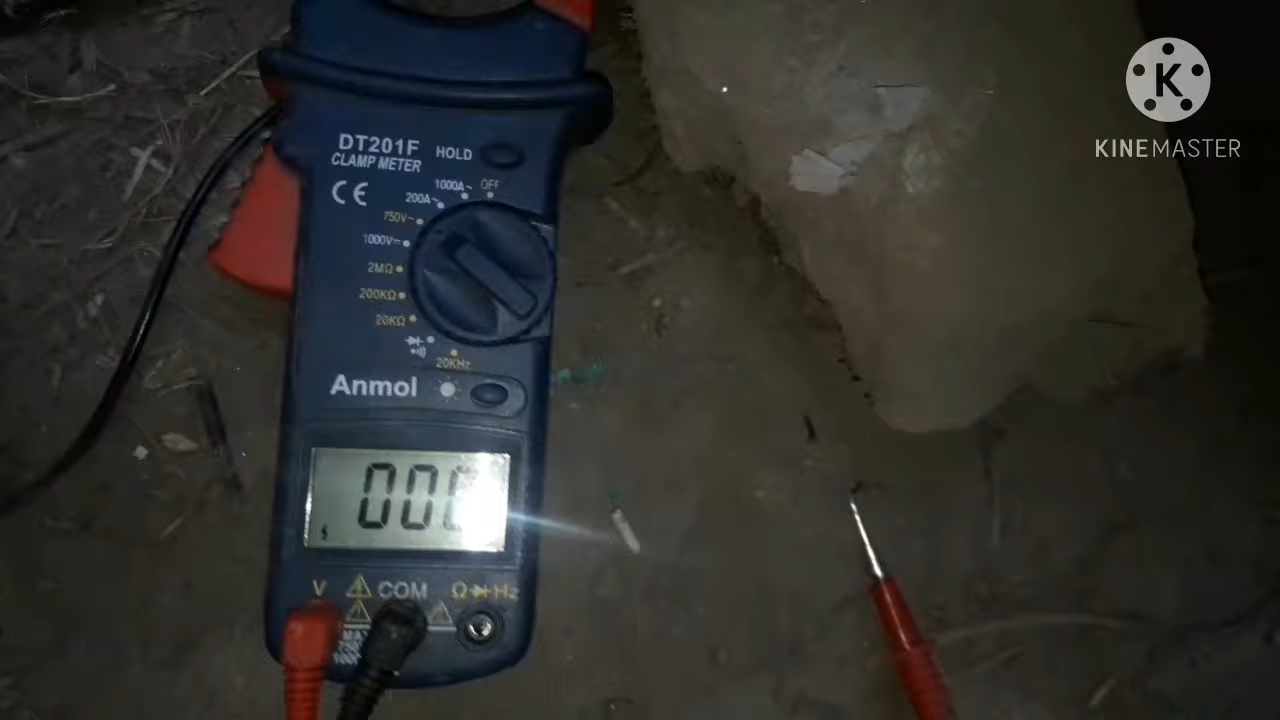 K
KINEMASTER
DT201F
CLAMP METER
HOLD
CE
OFF
1000A~
200A~
750V~
1000V⎓
2MΩ
200KΩ
20KΩ
20KHz
Anmol
000
V
COM
Ω Hz
MAX